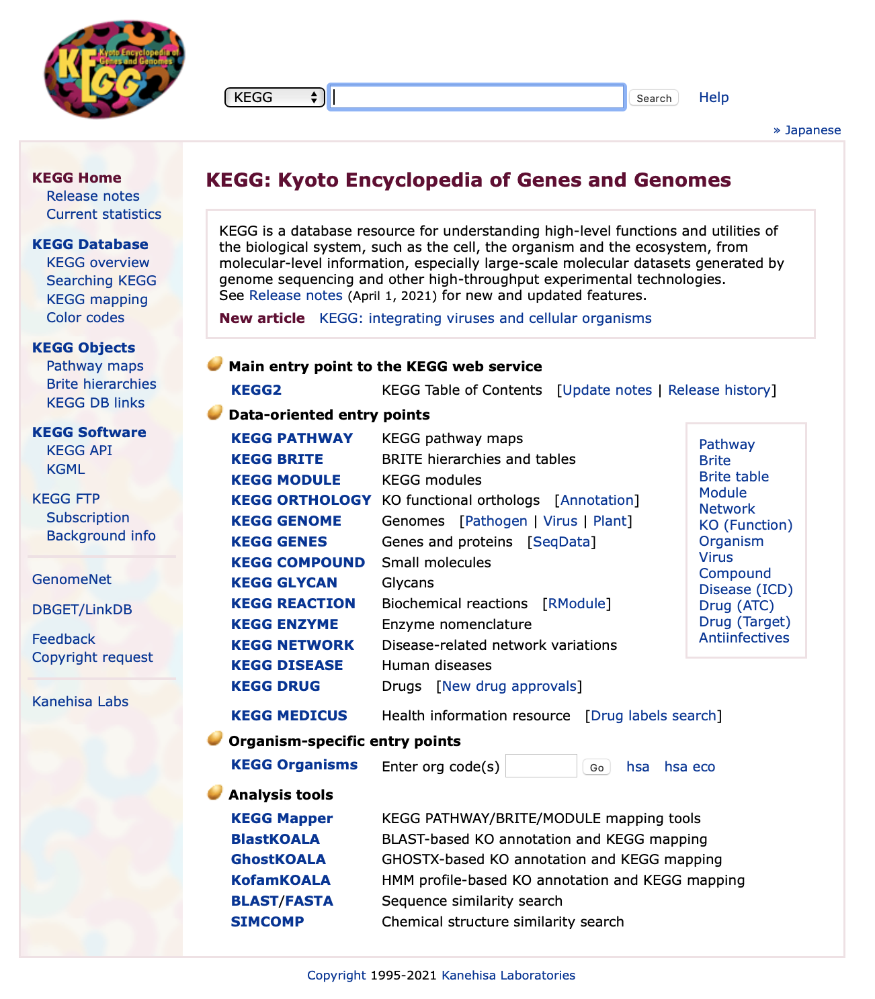 KEGG Kyoto Encyclopedia of
Genes and Genomes
KEGG Search Help
» Japanese
KEGG Home
Release notes
Current statistics
KEGG Database
KEGG overview
Searching KEGG
KEGG mapping
Color codes
KEGG Objects
Pathway maps
Brite hierarchies
KEGG DB links
KEGG Software
KEGG API
KGML
KEGG FTP
Subscription
Background info
GenomeNet
DBGET/LinkDB
Feedback
Copyright request
Kanehisa Labs
KEGG: Kyoto Encyclopedia of Genes and Genomes
KEGG is a database resource for understanding high-level functions and utilities of
the biological system, such as the cell, the organism and the ecosystem, from
molecular-level information, especially large-scale molecular datasets generated by
genome sequencing and other high-throughput experimental technologies.
See Release notes (April 1, 2021) for new and updated features.
New article KEGG: integrating viruses and cellular organisms
Main entry point to the KEGG web service
KEGG2 KEGG Table of Contents [Update notes | Release history]
Data-oriented entry points
KEGG PATHWAY KEGG pathway maps
KEGG BRITE BRITE hierarchies and tables
KEGG MODULE KEGG modules
KEGG ORTHOLOGY KO functional orthologs [Annotation]
KEGG GENOME Genomes [Pathogen | Virus | Plant]
KEGG GENES Genes and proteins [SeqData]
KEGG COMPOUND Small molecules
KEGG GLYCAN Glycans
KEGG REACTION Biochemical reactions [RModule]
KEGG ENZYME Enzyme nomenclature
KEGG NETWORK Disease-related network variations
KEGG DISEASE Human diseases
KEGG DRUG Drugs [New drug approvals]
KEGG MEDICUS Health information resource [Drug labels search]
Pathway
Brite
Brite table
Module
Network
KO (Function)
Organism
Virus
Compound
Disease (ICD)
Drug (ATC)
Drug (Target)
Antiinfectives
Organism-specific entry points
KEGG Organisms Enter org code(s) Go hsa hsa eco
Analysis tools
KEGG Mapper KEGG PATHWAY/BRITE/MODULE mapping tools
BlastKOALA BLAST-based KO annotation and KEGG mapping
GhostKOALA GHOSTX-based KO annotation and KEGG mapping
KofamKOALA HMM profile-based KO annotation and KEGG mapping
BLAST/FASTA Sequence similarity search
SIMCOMP Chemical structure similarity search
Copyright 1995-2021 Kanehisa Laboratories